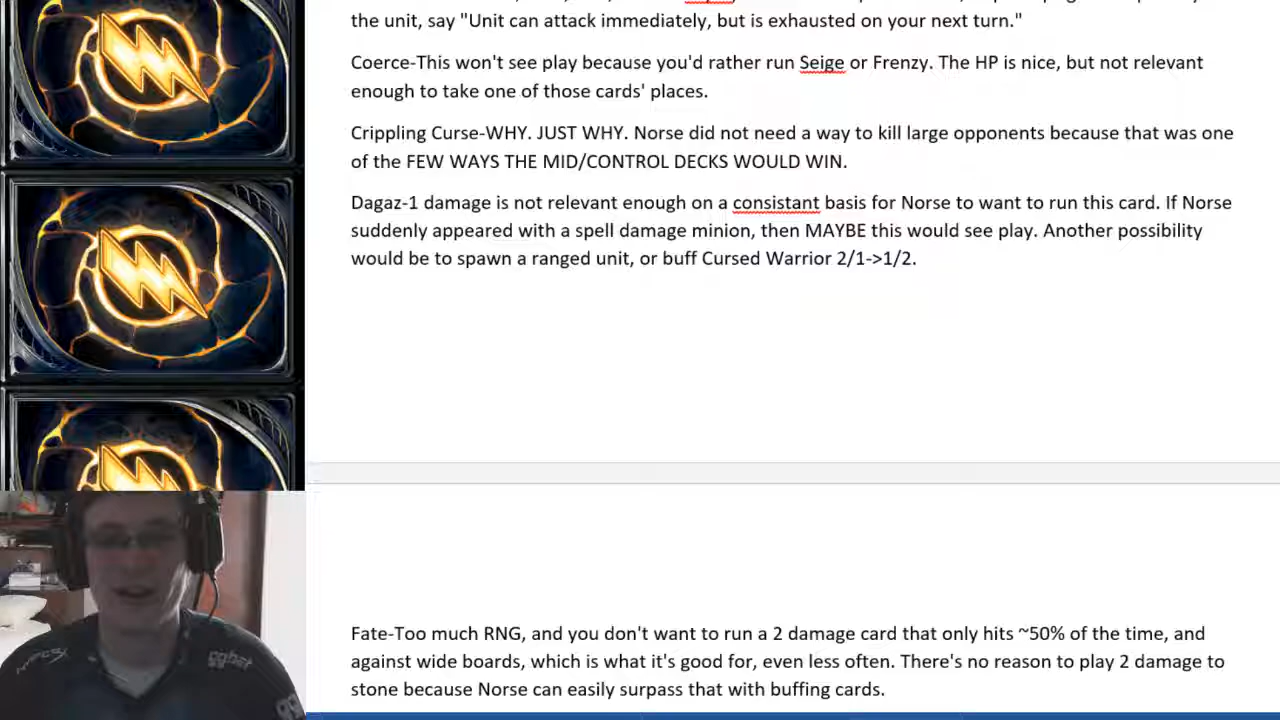 the unit, say "Unit can attack immediately, but is exhausted on your next turn."
Coerce-This won't see play because you'd rather run Seige or Frenzy. The HP is nice, but not relevant
enough to take one of those cards' places.
Crippling Curse-WHY. JUST WHY. Norse did not need a way to kill large opponents because that was one
of the FEW WAYS THE MID/CONTROL DECKS WOULD WIN.
Dagaz-1 damage is not relevant enough on a consistant basis for Norse to want to run this card. If Norse
suddenly appeared with a spell damage minion, then MAYBE this would see play. Another possibility
would be to spawn a ranged unit, or buff Cursed Warrior 2/1->1/2.
Fate-Too much RNG, and you don't want to run a 2 damage card that only hits ~50% of the time, and
against wide boards, which is what it's good for, even less often. There's no reason to play 2 damage to
stone because Norse can easily surpass that with buffing cards.